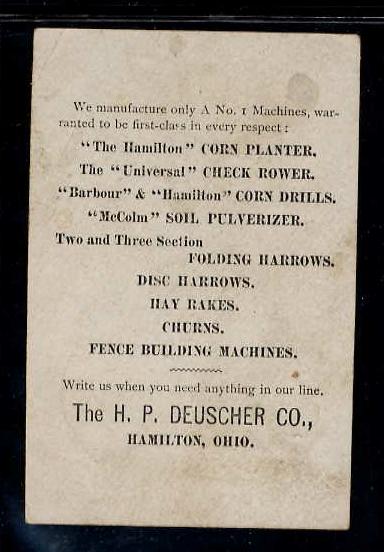 We manufacture only A No. 1 Machines, war-
ranted to be first-class in every respect:
"The Hamilton" CORN PLANTER.
The "Universal" CHECK ROWER.
"Barbour" & "Hamilton" CORN DRILLS.
"McColm" SOIL PULVERIZER.
Two and Three Section
FOLDING HARROWS.
DISC HARROWS.
HAY RAKES.
CHURNS.
FENCE BUILDING MACHINES.
Write us when you need anything in our line.
The H. P. DEUSCHER CO.,
HAMILTON, OHIO.